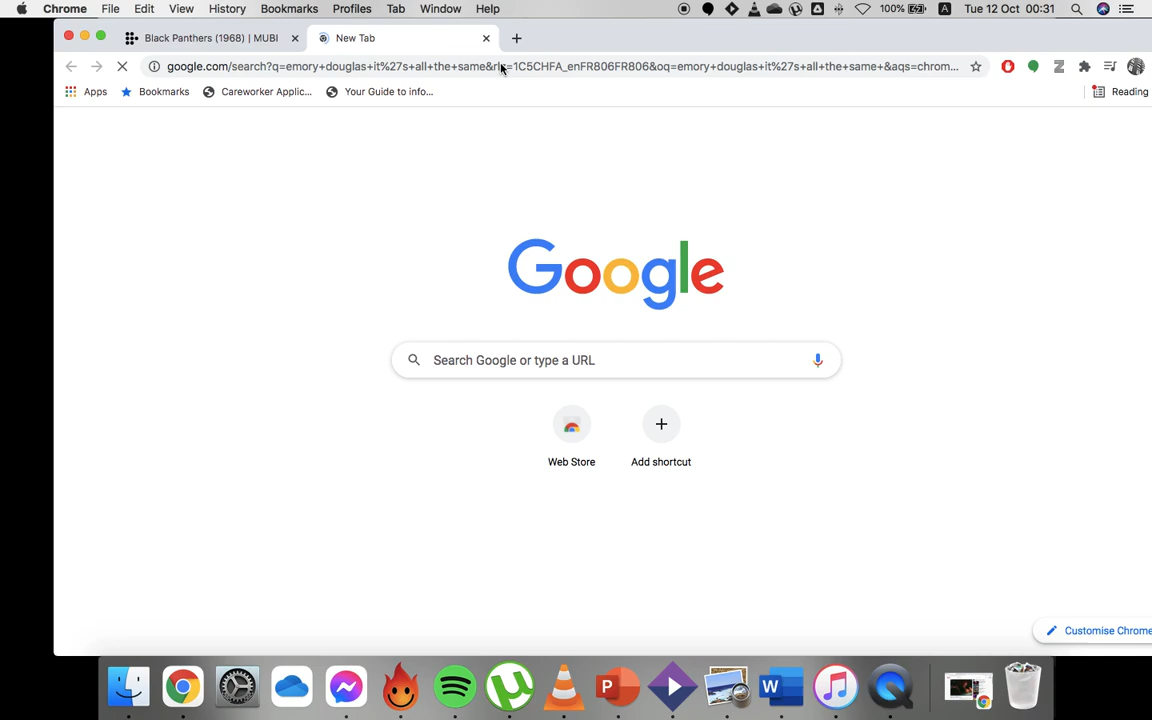 Chrome File Edit View History Bookmarks Profiles Tab Window Help 100% A Tue 12 Oct 00:31
Black Panthers (1968) | MUBI New Tab
google.com/search?q=emory+douglas+it%27s+all+the+same&rlz=1C5CHFA_enFR806FR806&oq=emory+douglas+it%27s+all+the+same+&aqs=chrom...
Apps Bookmarks Careworker Applic... Your Guide to info... Reading
Google
Search Google or type a URL
Web Store Add shortcut
Customise Chrome
P W